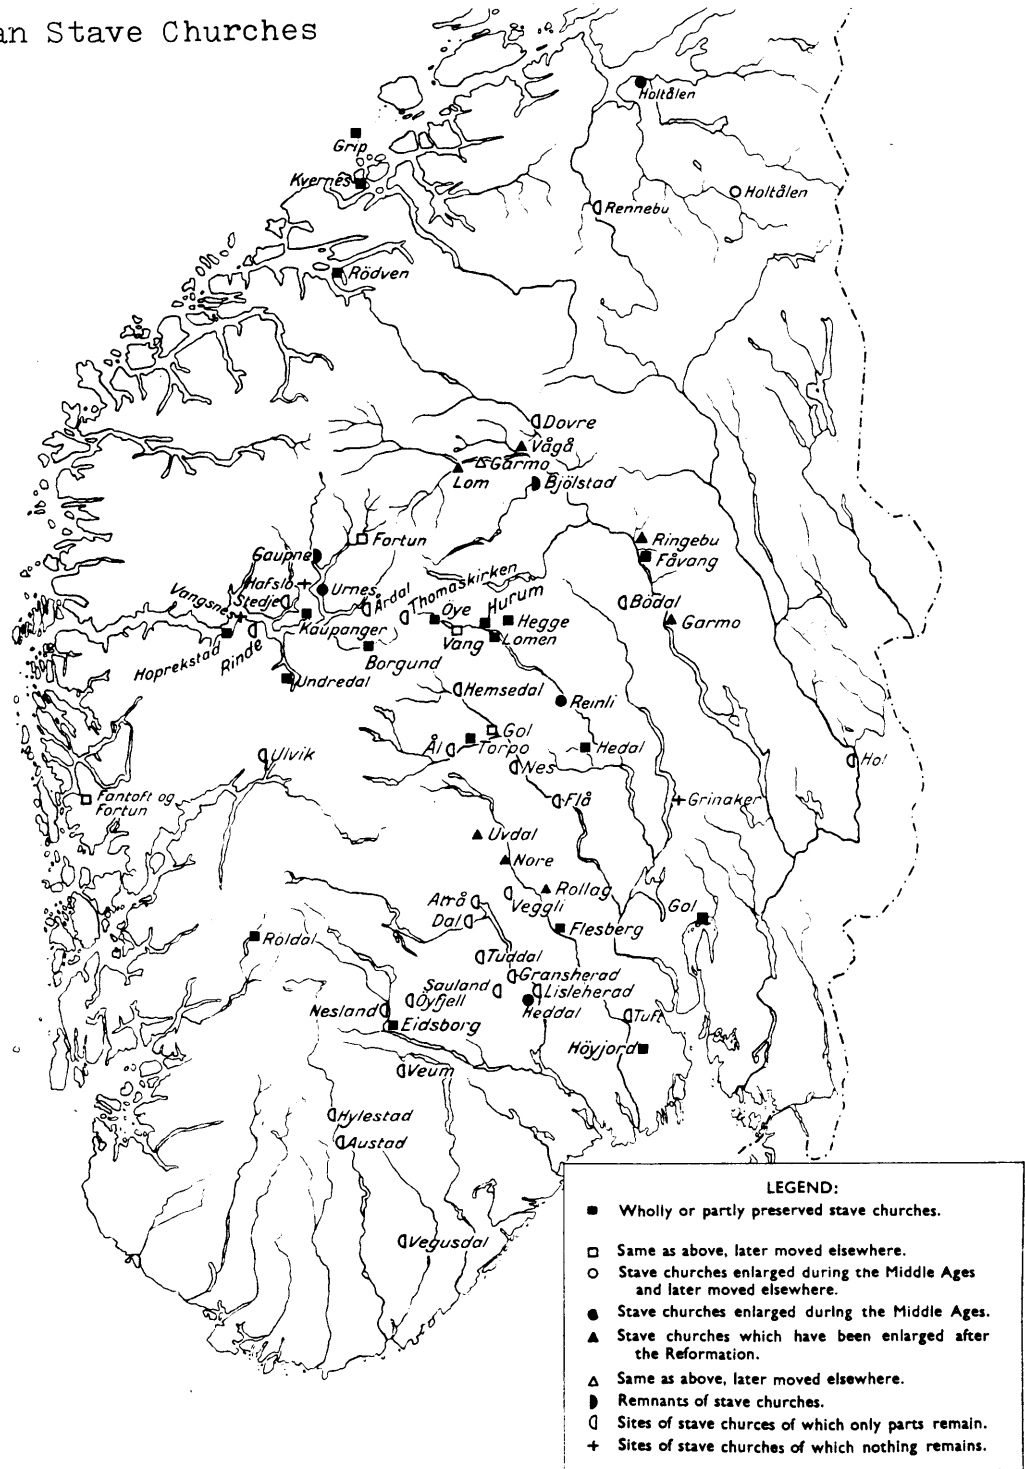 an Stave Churches
Holtålen
Grip
Kvernes
Holtålen
Rennebu
Rödven
Dovre
Vågå
Garmo
Lom
Bjölstad
Fortun
Ringebu
Gaupne
Fåvang
Hafslo
Urnes
Årdal
Thomaskirken
Vangsnes
Stedje
Öye
Hurum
Bödal
Hegge
Garmo
Kaupanger
Vang
Lomen
Hoprekstad
Rinde
Borgund
Undredal
Hemsedal
Reinli
Gol
Ål
Torpo
Hedal
Ulvik
Nes
Hol
Fantoft og
Fortun
Flå
Grinaker
Uvdal
Nore
Rollag
Atrå
Veggli
Gol
Dal
Flesberg
Röldal
Tuddal
Gransherad
Sauland
Lisleherad
Öyfjell
Nesland
Heddal
Tuft
Eidsborg
Höyjord
Veum
Hylestad
Austad
Vegusdal
LEGEND:
■ Wholly or partly preserved stave churches.
□ Same as above, later moved elsewhere.
○ Stave churches enlarged during the Middle Ages
and later moved elsewhere.
● Stave churches enlarged during the Middle Ages.
▲ Stave churches which have been enlarged after
the Reformation.
△ Same as above, later moved elsewhere.
◗ Remnants of stave churches.
Sites of stave churces of which only parts remain.
+ Sites of stave churches of which nothing remains.